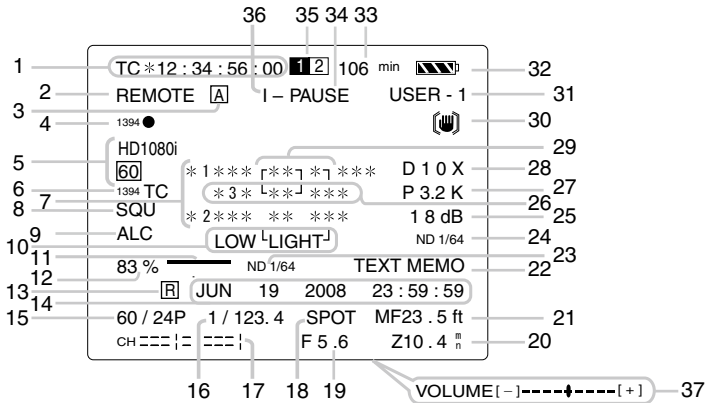 36 35 34 33
1 TC ✳ 12 : 34 : 56 : 00 1 2 106 min 32
2 REMOTE A I – PAUSE USER - 1 31
3
4 1394 ● 30
5 HD1080i 29
60 ✳ 1 ✳✳✳ ✳✳ ✳ ✳✳✳ D 1 0 X 28
6 1394 TC ✳ 3 ✳ ✳✳ ✳✳✳ P 3.2 K 27
7 26
8 SQU ✳ 2 ✳✳✳ ✳✳ ✳✳✳ 1 8 dB 25
9 ALC LOW LIGHT ND 1/64 24
10 23
11
12 83 % ND 1/64 TEXT MEMO 22
13 R JUN 19 2008 23 : 59 : 59
14
15 60 / 24P 1 / 123. 4 SPOT MF23 . 5 ft 21
CH F 5 .6 Z10 . 4 m n 20
16 17 18 19 VOLUME [ – ] [ + ] 37